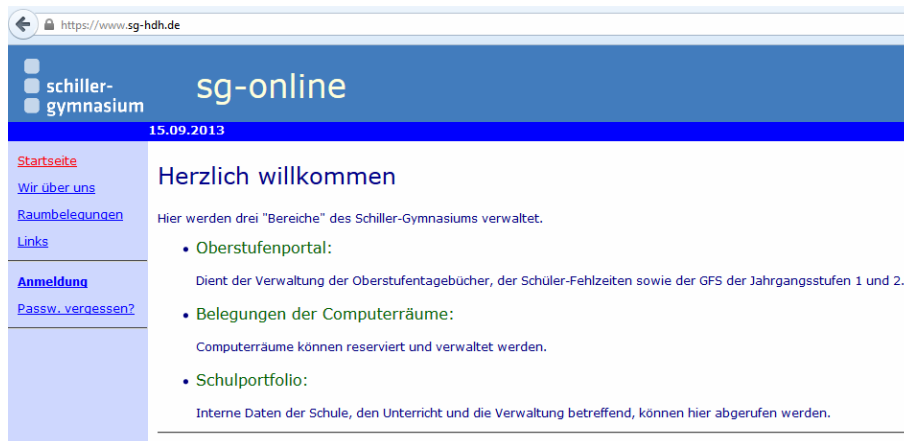 https://www.sg-hdh.de
schiller-
gymnasium
sg-online
15.09.2013
Startseite
Wir über uns
Raumbelegungen
Links
Anmeldung
Passw. vergessen?
Herzlich willkommen
Hier werden drei "Bereiche" des Schiller-Gymnasiums verwaltet.
• Oberstufenportal:
Dient der Verwaltung der Oberstufentagebücher, der Schüler-Fehlzeiten sowie der GFS der Jahrgangsstufen 1 und 2.
• Belegungen der Computerräume:
Computerräume können reserviert und verwaltet werden.
• Schulportfolio:
Interne Daten der Schule, den Unterricht und die Verwaltung betreffend, können hier abgerufen werden.